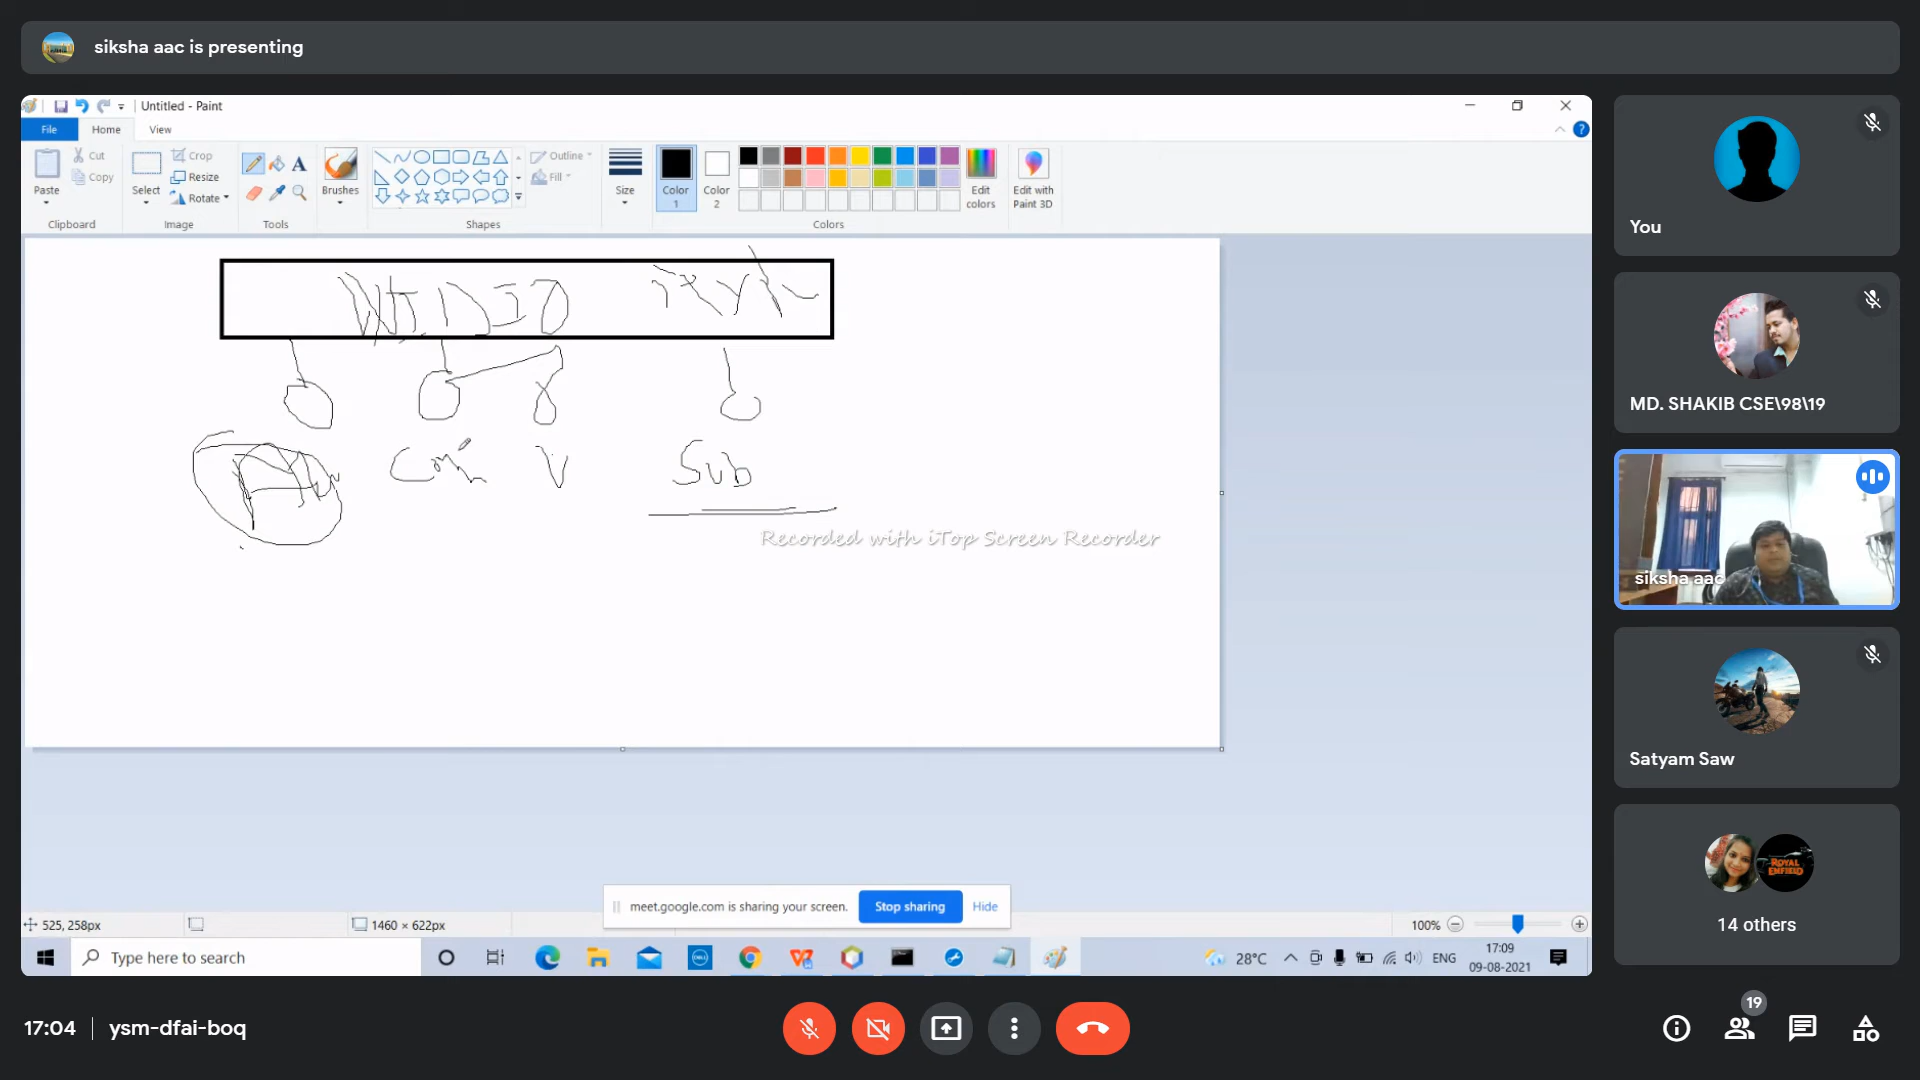 siksha aac is presenting
Untitled - Paint
File Home View
Cut
Copy
Paste
Crop
Resize
Rotate
Select
Brushes
Outline
Fill
Size
Color 1
Color 2
Edit colors
Edit with Paint 3D
Clipboard
Image
Tools
Shapes
Colors
V
Sub
Recorded with iTop Screen Recorder
meet.google.com is sharing your screen.
Stop sharing
Hide
525, 258px
1460 × 622px
100%
Type here to search
DELL
28°C
ENG
17:09
09-08-2021
You
MD. SHAKIB CSE\98\19
siksha aac
Satyam Saw
ROYAL ENFIELD
14 others
17:04
ysm-dfai-boq
19